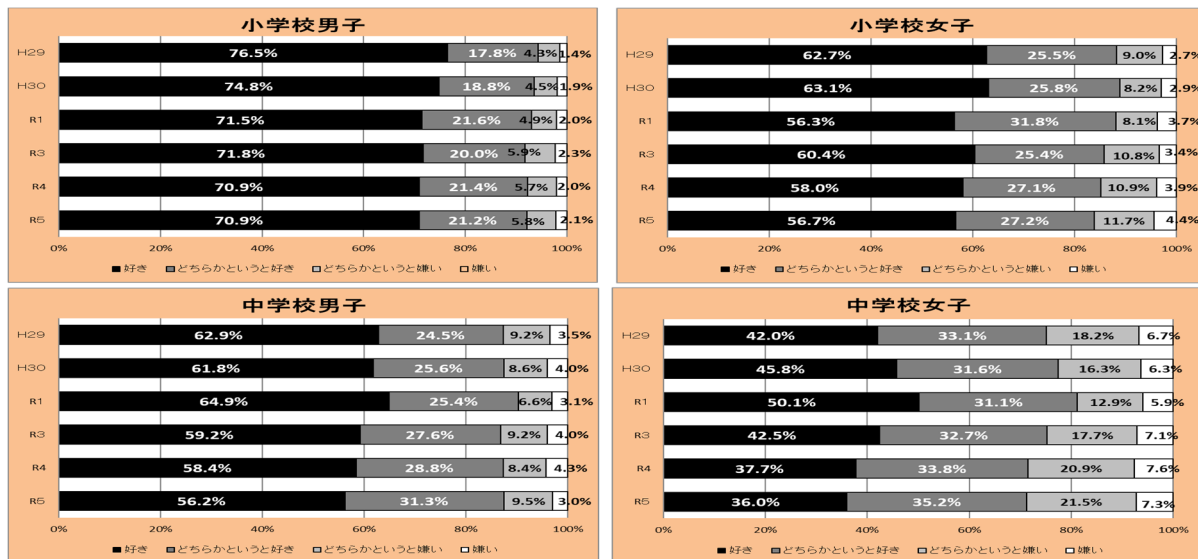 小学校男子
H29 76.5% 17.8% 4.3% 1.4%
H30 74.8% 18.8% 4.5% 1.9%
R1 71.5% 21.6% 4.9% 2.0%
R3 71.8% 20.0% 5.9% 2.3%
R4 70.9% 21.4% 5.7% 2.0%
R5 70.9% 21.2% 5.8% 2.1%
0% 20% 40% 60% 80% 100%
好き どちらかというと好き どちらかというと嫌い 嫌い
小学校女子
H29 62.7% 25.5% 9.0% 2.7%
H30 63.1% 25.8% 8.2% 2.9%
R1 56.3% 31.8% 8.1% 3.7%
R3 60.4% 25.4% 10.8% 3.4%
R4 58.0% 27.1% 10.9% 3.9%
R5 56.7% 27.2% 11.7% 4.4%
0% 20% 40% 60% 80% 100%
好き どちらかというと好き どちらかというと嫌い 嫌い
中学校男子
H29 62.9% 24.5% 9.2% 3.5%
H30 61.8% 25.6% 8.6% 4.0%
R1 64.9% 25.4% 6.6% 3.1%
R3 59.2% 27.6% 9.2% 4.0%
R4 58.4% 28.8% 8.4% 4.3%
R5 56.2% 31.3% 9.5% 3.0%
0% 20% 40% 60% 80% 100%
好き どちらかというと好き どちらかというと嫌い 嫌い
中学校女子
H29 42.0% 33.1% 18.2% 6.7%
H30 45.8% 31.6% 16.3% 6.3%
R1 50.1% 31.1% 12.9% 5.9%
R3 42.5% 32.7% 17.7% 7.1%
R4 37.7% 33.8% 20.9% 7.6%
R5 36.0% 35.2% 21.5% 7.3%
0% 20% 40% 60% 80% 100%
好き どちらかというと好き どちらかというと嫌い 嫌い